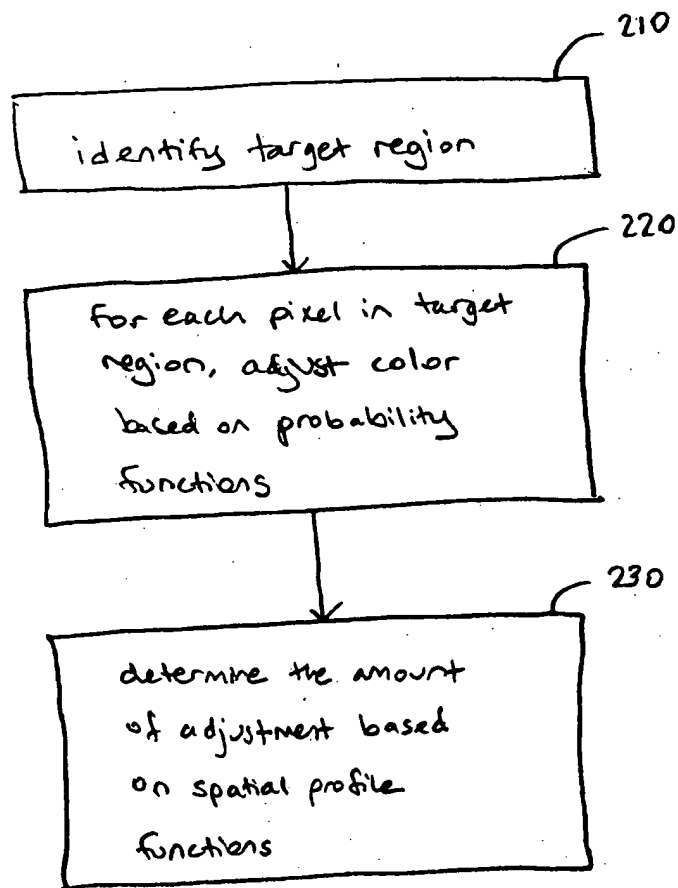 210
identify target region
220
for each pixel in target
region, adjust color
based on probability
functions
230
determine the amount
of adjustment based
on spatial profile
functions